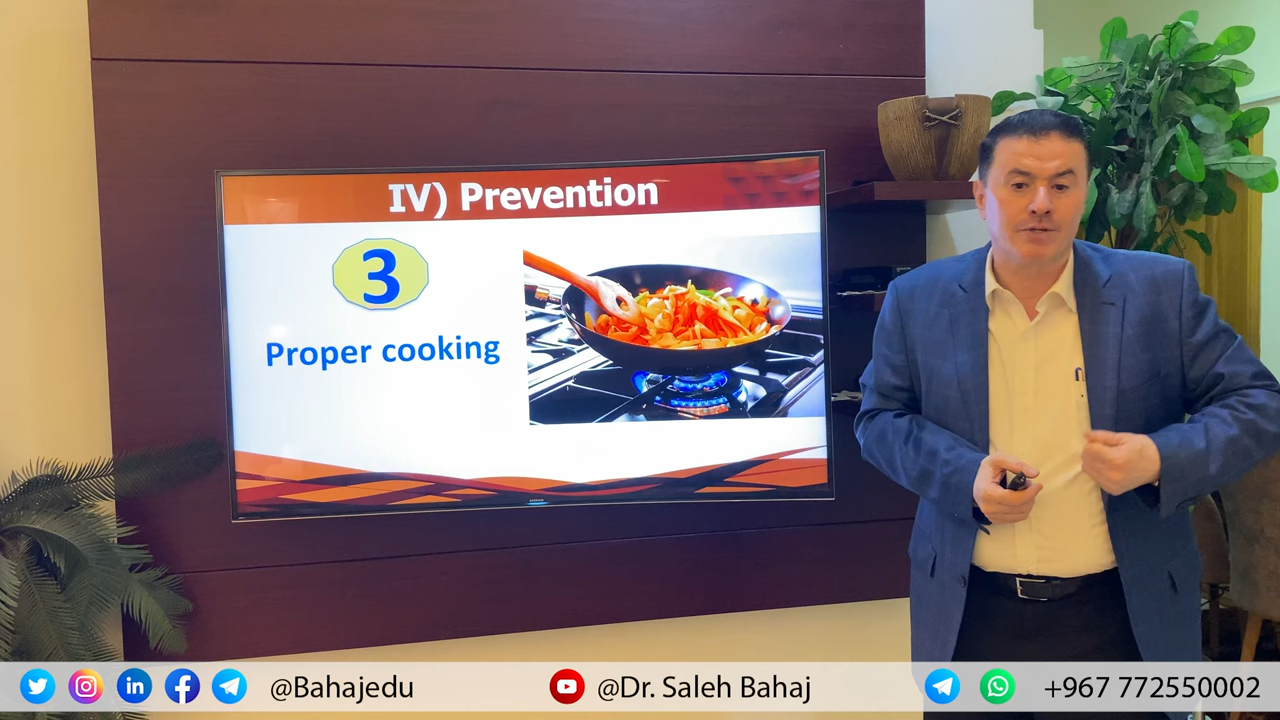 IV) Prevention
3
Proper cooking
@Bahajedu
@Dr. Saleh Bahaj
+967 772550002